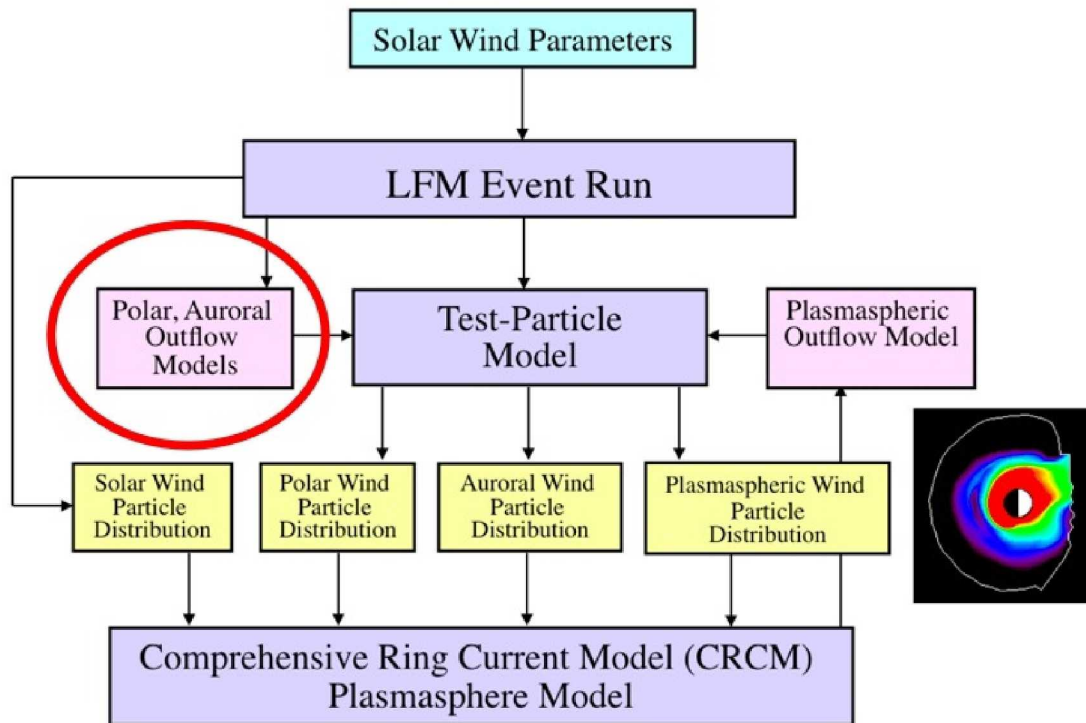 Solar Wind Parameters
LFM Event Run
Polar, Auroral
Outflow
Models
Test-Particle
Model
Plasmaspheric
Outflow Model
Solar Wind
Particle
Distribution
Polar Wind
Particle
Distribution
Auroral Wind
Particle
Distribution
Plasmaspheric Wind
Particle
Distribution
Comprehensive Ring Current Model (CRCM)
Plasmasphere Model